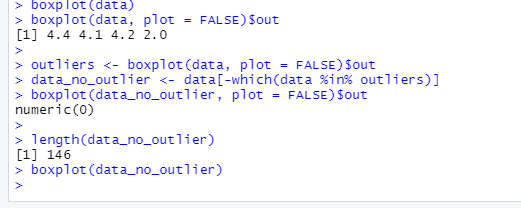 > boxplot(data)
> boxplot(data, plot = FALSE)$out
[1] 4.4 4.1 4.2 2.0
>
> outliers <- boxplot(data, plot = FALSE)$out
> data_no_outlier <- data[-which(data %in% outliers)]
> boxplot(data_no_outlier, plot = FALSE)$out
numeric(0)
>
> length(data_no_outlier)
[1] 146
> boxplot(data_no_outlier)
>